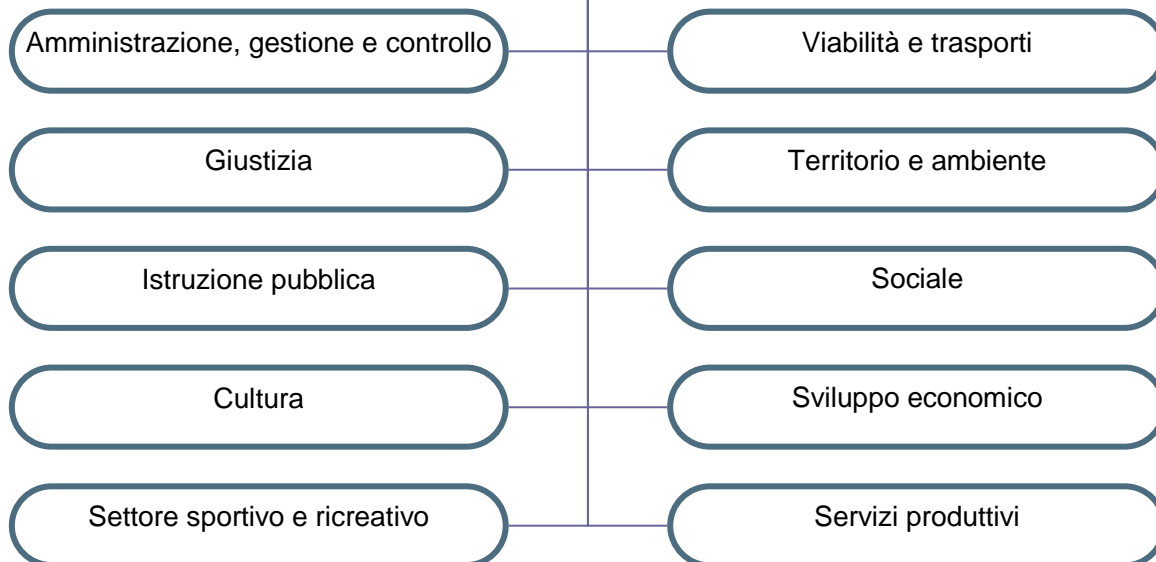 Amministrazione, gestione e controllo
Viabilità e trasporti
Giustizia
Territorio e ambiente
Istruzione pubblica
Sociale
Cultura
Sviluppo economico
Settore sportivo e ricreativo
Servizi produttivi